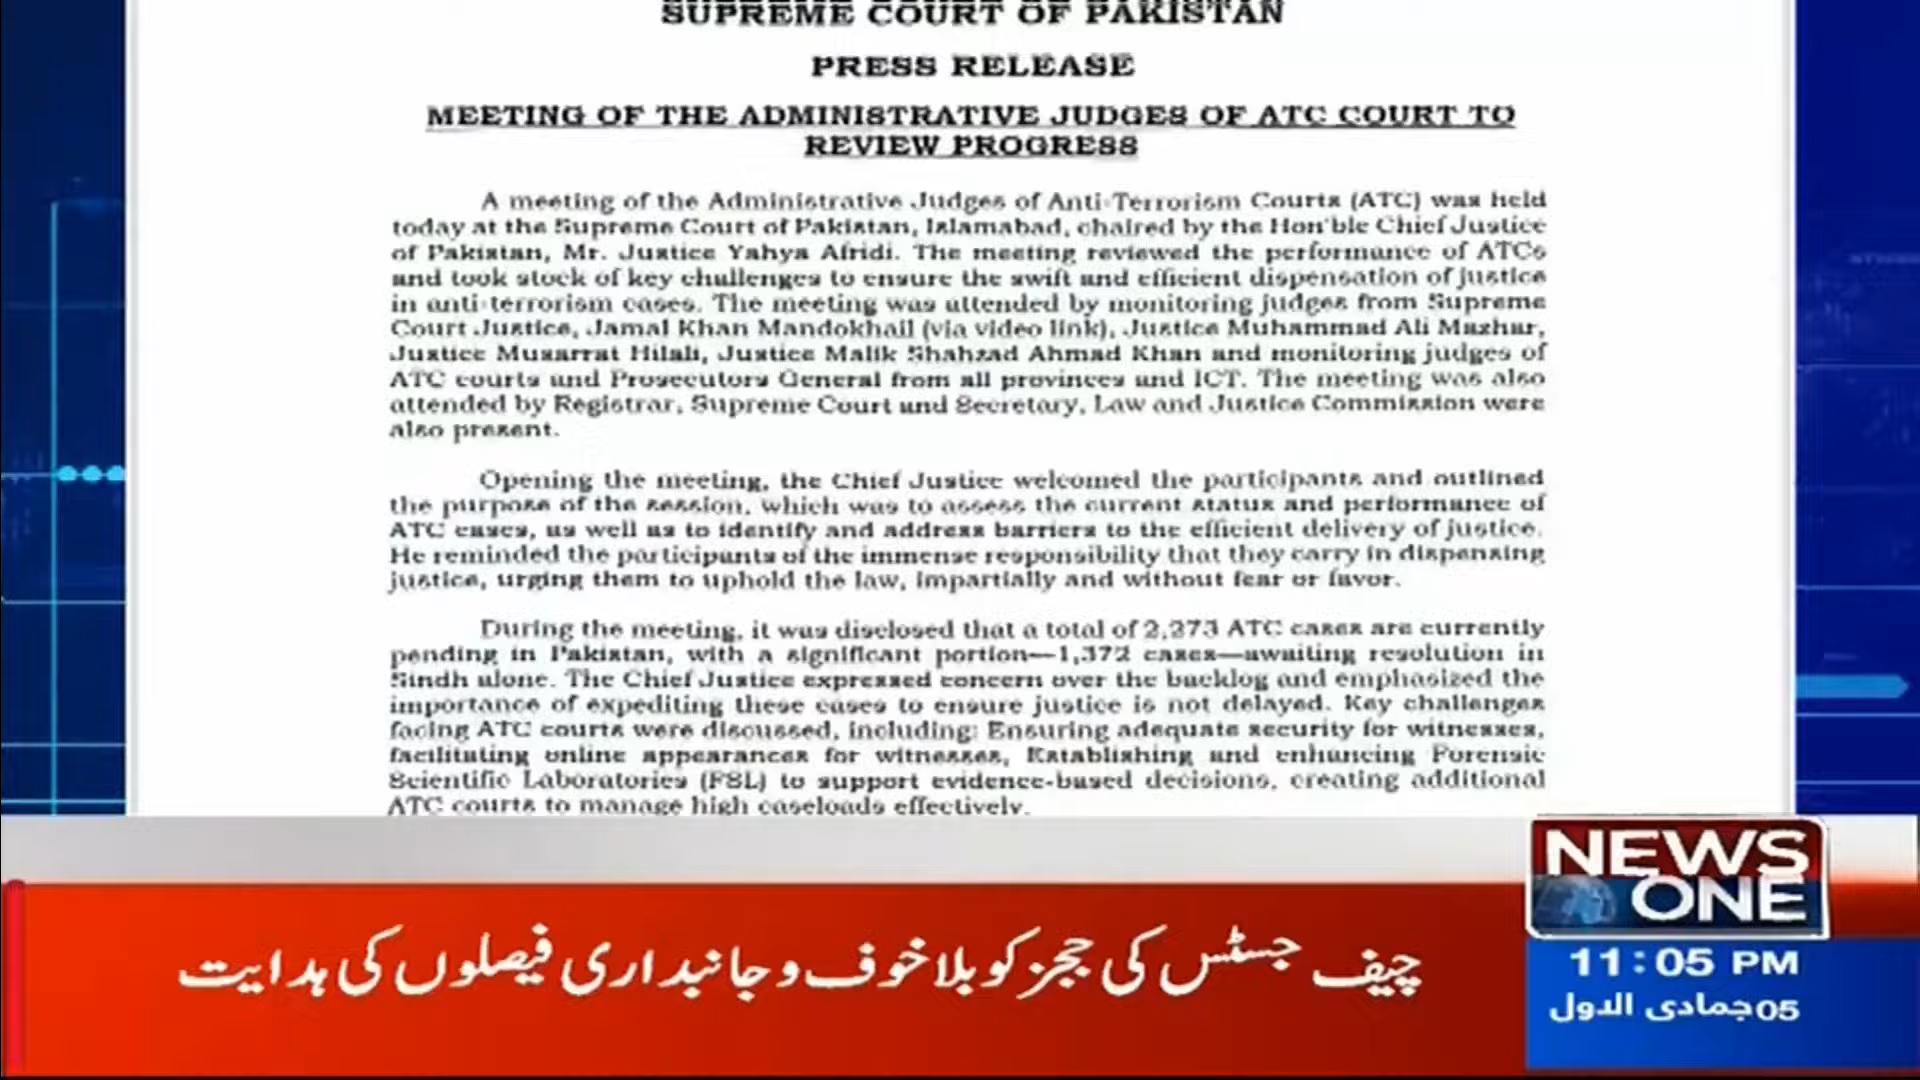 SUPREME COURT OF PAKISTAN
PRESS RELEASE
MEETING OF THE ADMINISTRATIVE JUDGES OF ATC COURT TO
REVIEW PROGRESS
A meeting of the Administrative Judges of Anti-Terrorism Courts (ATC) was held
today at the Supreme Court of Pakistan, Islamabad, chaired by the Hon'ble Chief Justice
of Pakistan, Mr. Justice Yahya Afridi. The meeting reviewed the performance of ATCs
and took stock of key challenges to ensure the swift and efficient dispensation of justice
in anti-terrorism cases. The meeting was attended by monitoring judges from Supreme
Court Justice, Jamal Khan Mandokhail (via video link), Justice Muhammad Ali Mazhar,
Justice Musarrat Hilali, Justice Malik Shahzad Ahmad Khan and monitoring judges of
ATC courts and Prosecutors General from all provinces and ICT. The meeting was also
attended by Registrar, Supreme Court and Secretary, Law and Justice Commission were
also present.
Opening the meeting, the Chief Justice welcomed the participants and outlined
the purpose of the session, which was to assess the current status and performance of
ATC cases, as well as to identify and address barriers to the efficient delivery of justice.
He reminded the participants of the immense responsibility that they carry in dispensing
justice, urging them to uphold the law, impartially and without fear or favor.
During the meeting, it was disclosed that a total of 2,273 ATC cases are currently
pending in Pakistan, with a significant portion—1,372 cases—awaiting resolution in
Sindh alone. The Chief Justice expressed concern over the backlog and emphasized the
importance of expediting these cases to ensure justice is not delayed. Key challenges
facing ATC courts were discussed, including: Ensuring adequate security for witnesses,
facilitating online appearances for witnesses, Establishing and enhancing Forensic
Scientific Laboratories (FSL) to support evidence-based decisions, creating additional
ATC courts to manage high caseloads effectively.
چیف جسٹس کی ججز کو بلا خوف و جانبداری فیصلوں کی ہدایت
NEWS
ONE
11:05 PM
05 جمادی الاول